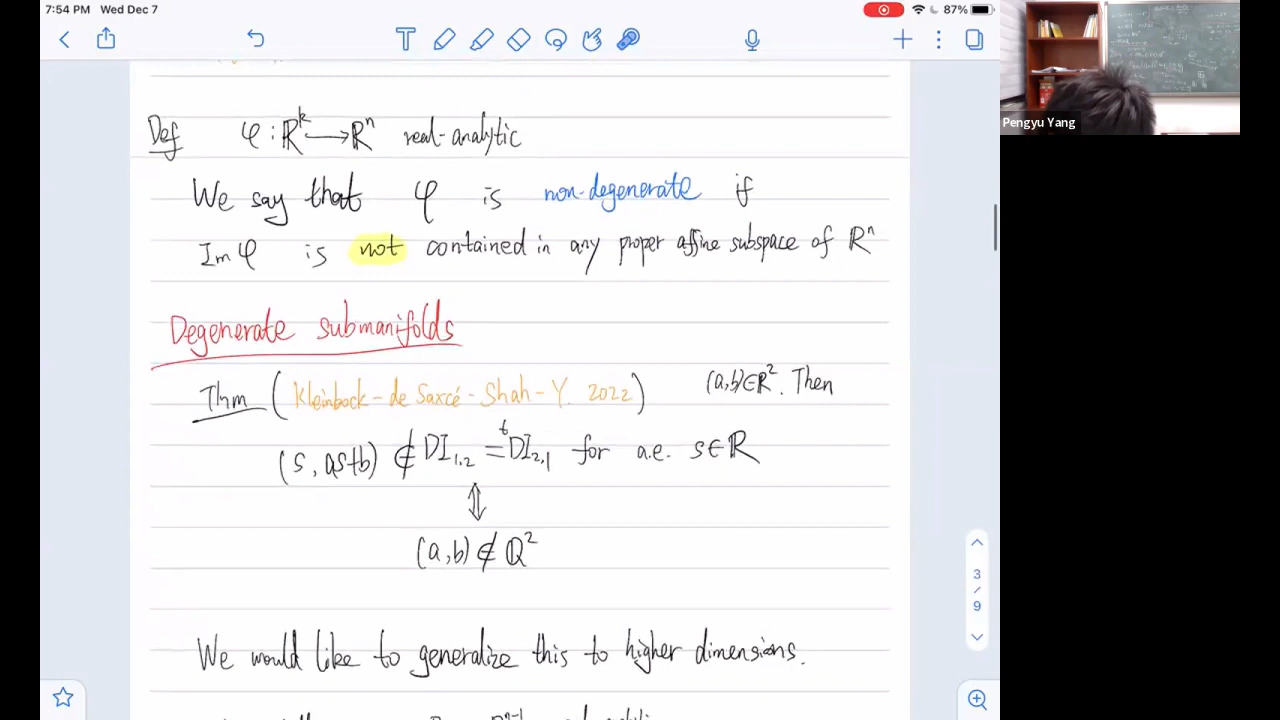 7:54 PM Wed Dec 7
87%
Def φ : ℝ^k → ℝ^n real-analytic
We say that φ is non-degenerate if
Im φ is not contained in any proper affine subspace of ℝ^n
Degenerate submanifolds
Thm (Kleinbock - de Saxcé - Shah - Y. 2022) (a,b)∈ℝ². Then
(s, as+b) ∉ DI_{1,2} = ^tDI_{2,1} for a.e. s∈ℝ
⇕
(a,b) ∉ ℚ²
We would like to generalize this to higher dimensions.
3
/
9
Pengyu Yang